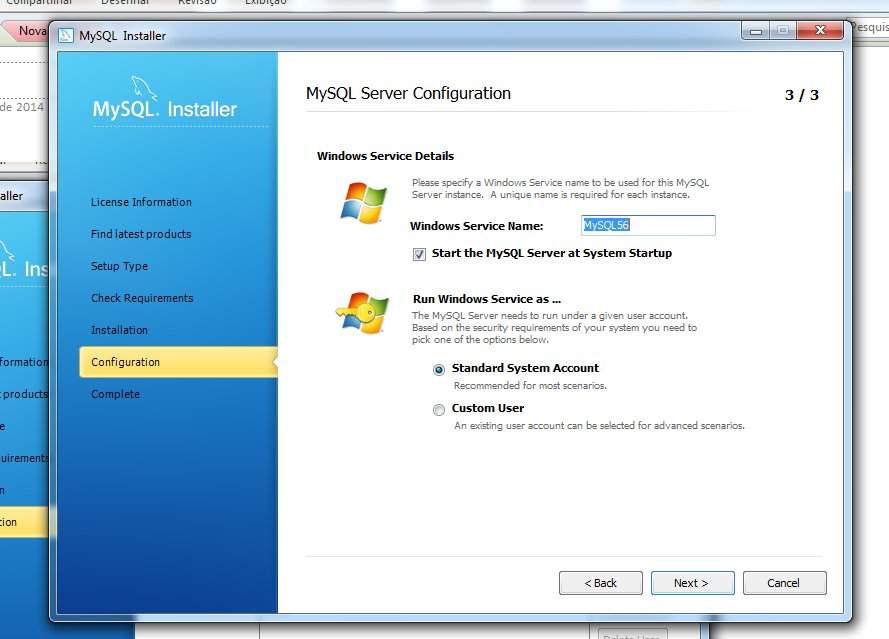 Compartilhar Desenhar Revisão Exibição
Nova
MySQL Installer
MySQL Installer
MySQL Server Configuration
3 / 3
de 2014
License Information
Find latest products
Setup Type
Check Requirements
Installation
Configuration
Complete
Windows Service Details
Please specify a Windows Service name to be used for this MySQL
Server instance. A unique name is required for each instance.
Windows Service Name: MySQL56
Start the MySQL Server at System Startup
Run Windows Service as ...
The MySQL Server needs to run under a given user account.
Based on the security requirements of your system you need to
pick one of the options below.
Standard System Account
Recommended for most scenarios.
Custom User
An existing user account can be selected for advanced scenarios.
< Back
Next >
Cancel
aller
L. Ins
formation
products
uirements
tion
Pesquis
Delete User